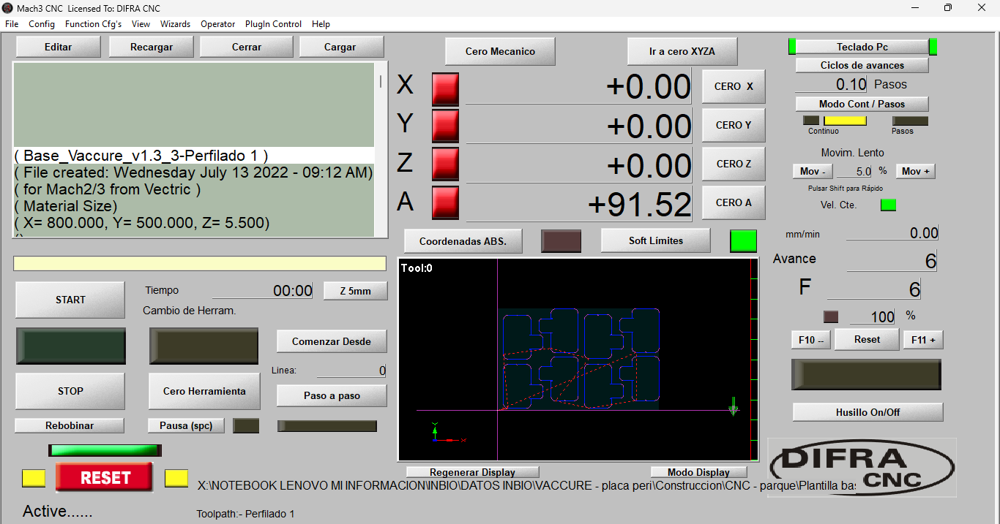 Mach3 CNC Licensed To: DIFRA CNC
File Config Function Cfg's View Wizards Operator PlugIn Control Help
Editar Recargar Cerrar Cargar
( Base_Vaccure_v1.3_3-Perfilado 1 )
( File created: Wednesday July 13 2022 - 09:12 AM)
( for Mach2/3 from Vectric )
( Material Size)
( X= 800.000, Y= 500.000, Z= 5.500)
START
Tiempo 00:00 Z 5mm
Cambio de Herram.
Comenzar Desde
Linea: 0
STOP
Cero Herramienta
Paso a paso
Rebobinar
Pausa (spc)
RESET
Active......
Cero Mecanico Ir a cero XYZA
X +0.00 CERO X
Y +0.00 CERO Y
Z +0.00 CERO Z
A +91.52 CERO A
Coordenadas ABS. Soft Límites
Tool:0
Y
X
Regenerar Display Modo Display
X:\NOTEBOOK LENOVO MI INFORMACION\INBIO\DATOS INBIO\VACCURE - placa peri\Construccion\CNC - parque\Plantilla bas
Toolpath:- Perfilado 1
Teclado Pc
Ciclos de avances
0.10 Pasos
Modo Cont / Pasos
Continuo Pasos
Movim. Lento
Mov - 5.0 % Mov +
Pulsar Shift para Rápido
Vel. Cte.
mm/min 0.00
Avance 6
F 6
100 %
F10 -- Reset F11 +
Husillo On/Off
DIFRA
CNC